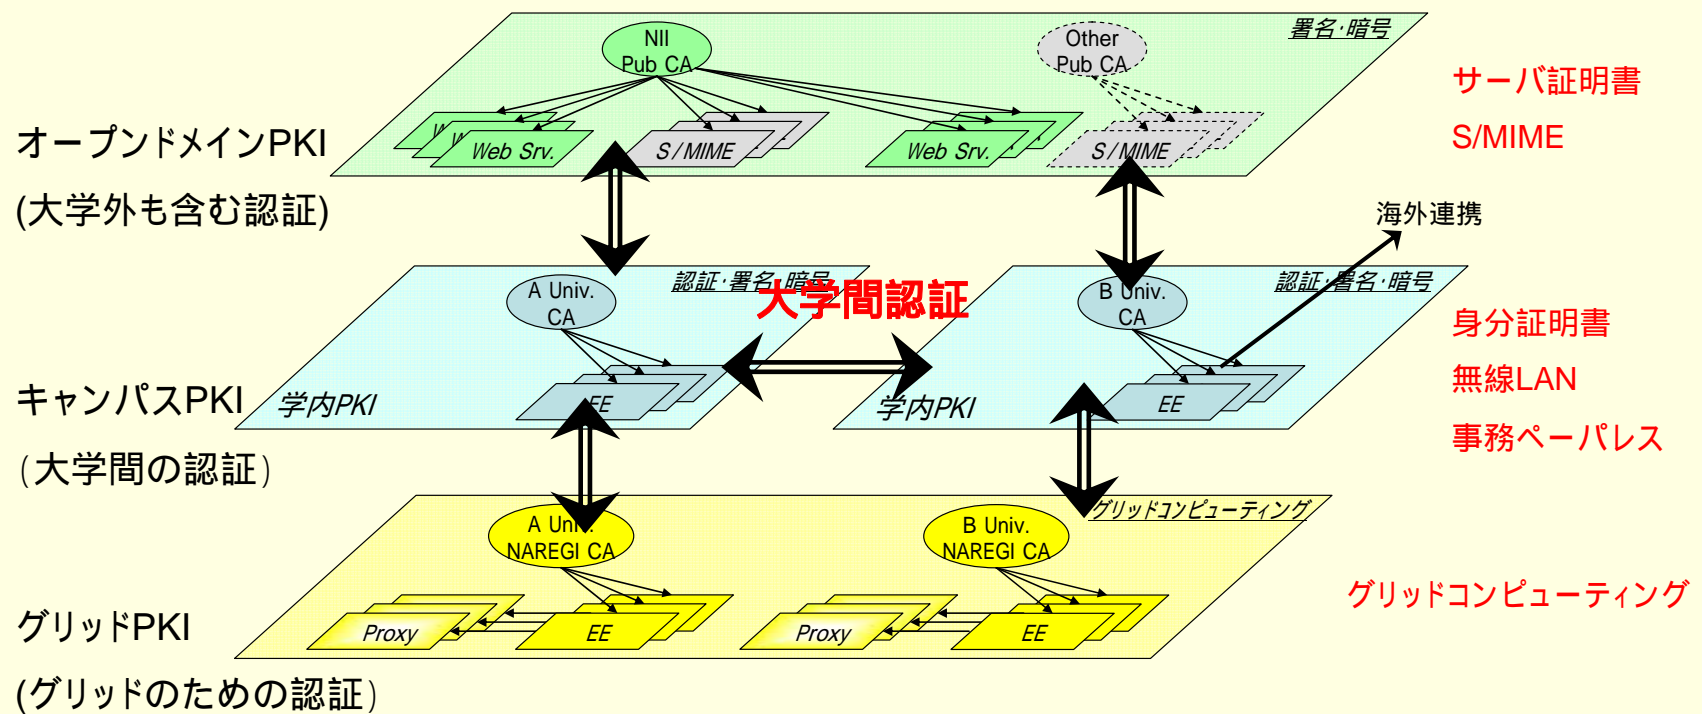 NII
Pub CA
Other
Pub CA
署名・暗号
サーバ証明書
S/MIME
オープンドメインPKI
(大学外も含む認証)
Web Srv.
S/MIME
Web Srv.
S/MIME
海外連携
A Univ.
CA
認証・署名・暗号
大学間認証
B Univ.
CA
認証・署名・暗号
身分証明書
無線LAN
事務ペーパレス
キャンパスPKI
(大学間の認証)
学内PKI
EE
学内PKI
EE
A Univ.
NAREGI CA
B Univ.
NAREGI CA
グリッドコンピューティング
グリッドコンピューティング
グリッドPKI
(グリッドのための認証)
Proxy
EE
Proxy
EE